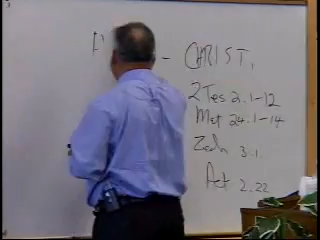 - CHRIST,
2 Tes 2.1-12
Mat 24.1-14
Zech 3.1.
Act 2.22